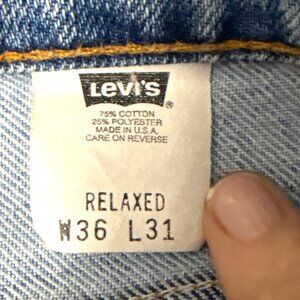 Levi's ®
75% COTTON
25% POLYESTER
MADE IN U.S.A.
CARE ON REVERSE
RELAXED
W36 L31